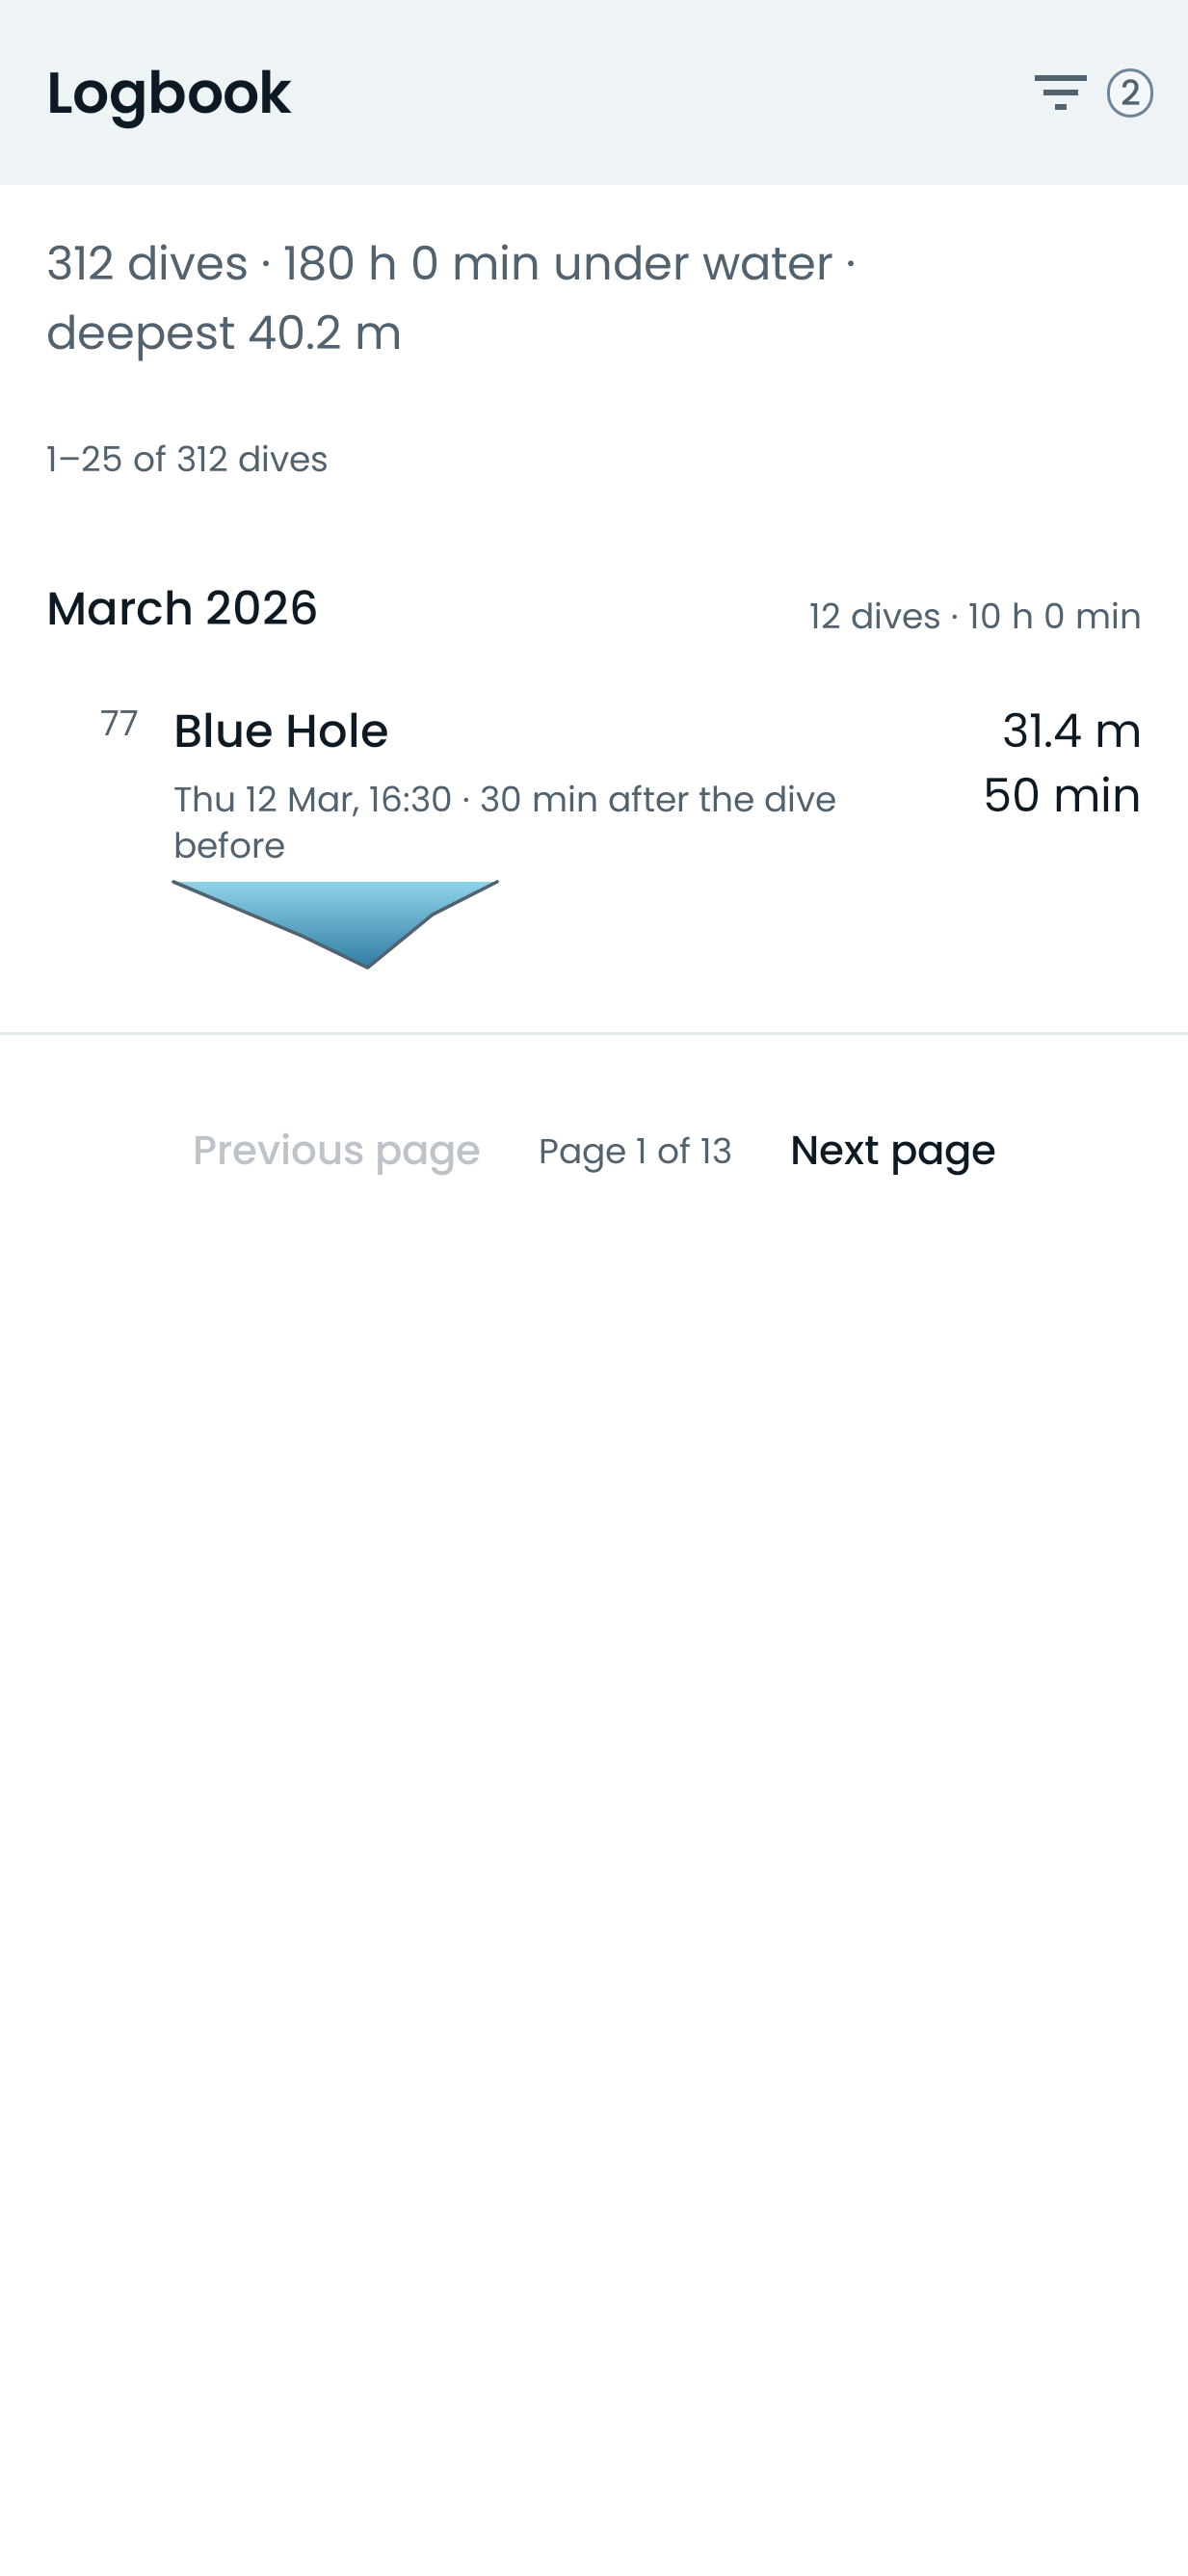 Logbook
2
312 dives · 180 h 0 min under water ·
deepest 40.2 m
1–25 of 312 dives
March 2026
12 dives · 10 h 0 min
77
Blue Hole
31.4 m
Thu 12 Mar, 16:30 · 30 min after the dive
before
50 min
Previous page
Page 1 of 13
Next page